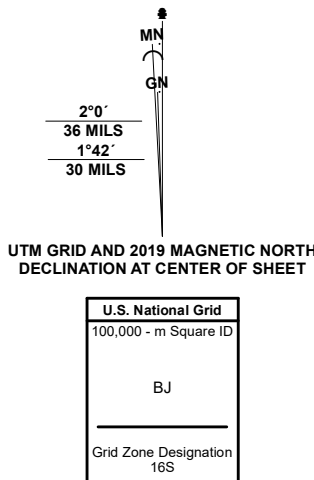 MN
GN
2°0´
36 MILS
1°42´
30 MILS
UTM GRID AND 2019 MAGNETIC NORTH
DECLINATION AT CENTER OF SHEET
U.S. National Grid
100,000 - m Square ID
BJ
Grid Zone Designation
16S